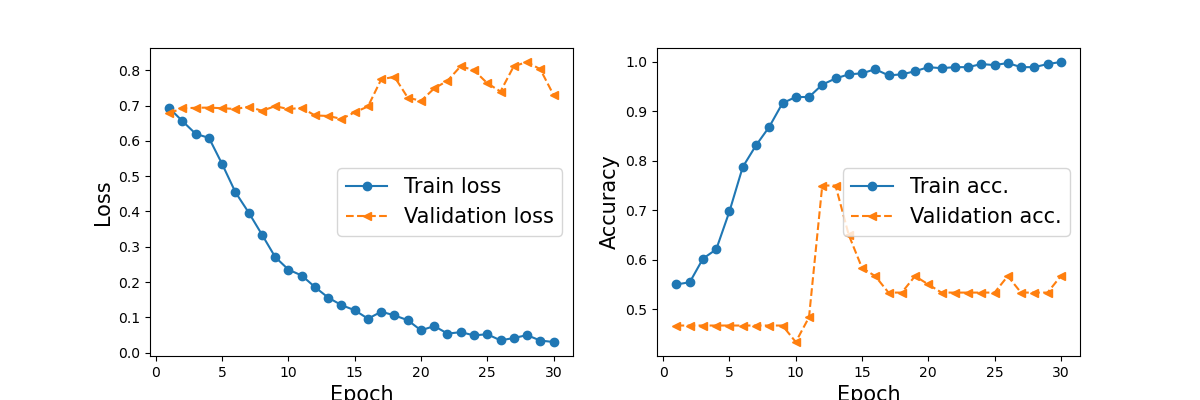 0.8
0.7
0.6
0.5
0.4
0.3
0.2
0.1
0.0
Loss
Train loss
Validation loss
0 5 10 15 20 25 30
Epoch
1.0
0.9
0.8
0.7
0.6
0.5
Accuracy
Train acc.
Validation acc.
0 5 10 15 20 25 30
Epoch